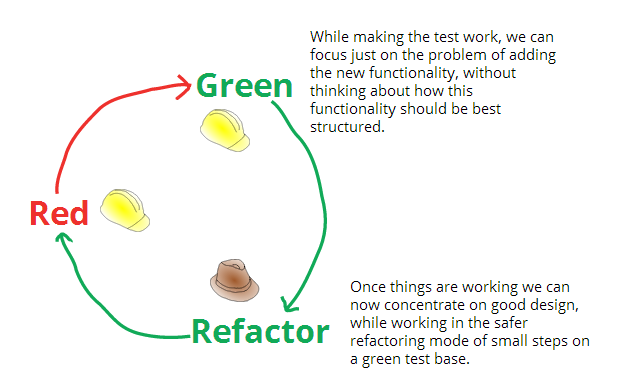 While making the test work, we can
focus just on the problem of adding
the new functionality, without
thinking about how this
functionality should be best
structured.
Green
Red
Refactor
Once things are working we can
now concentrate on good design,
while working in the safer
refactoring mode of small steps on
a green test base.